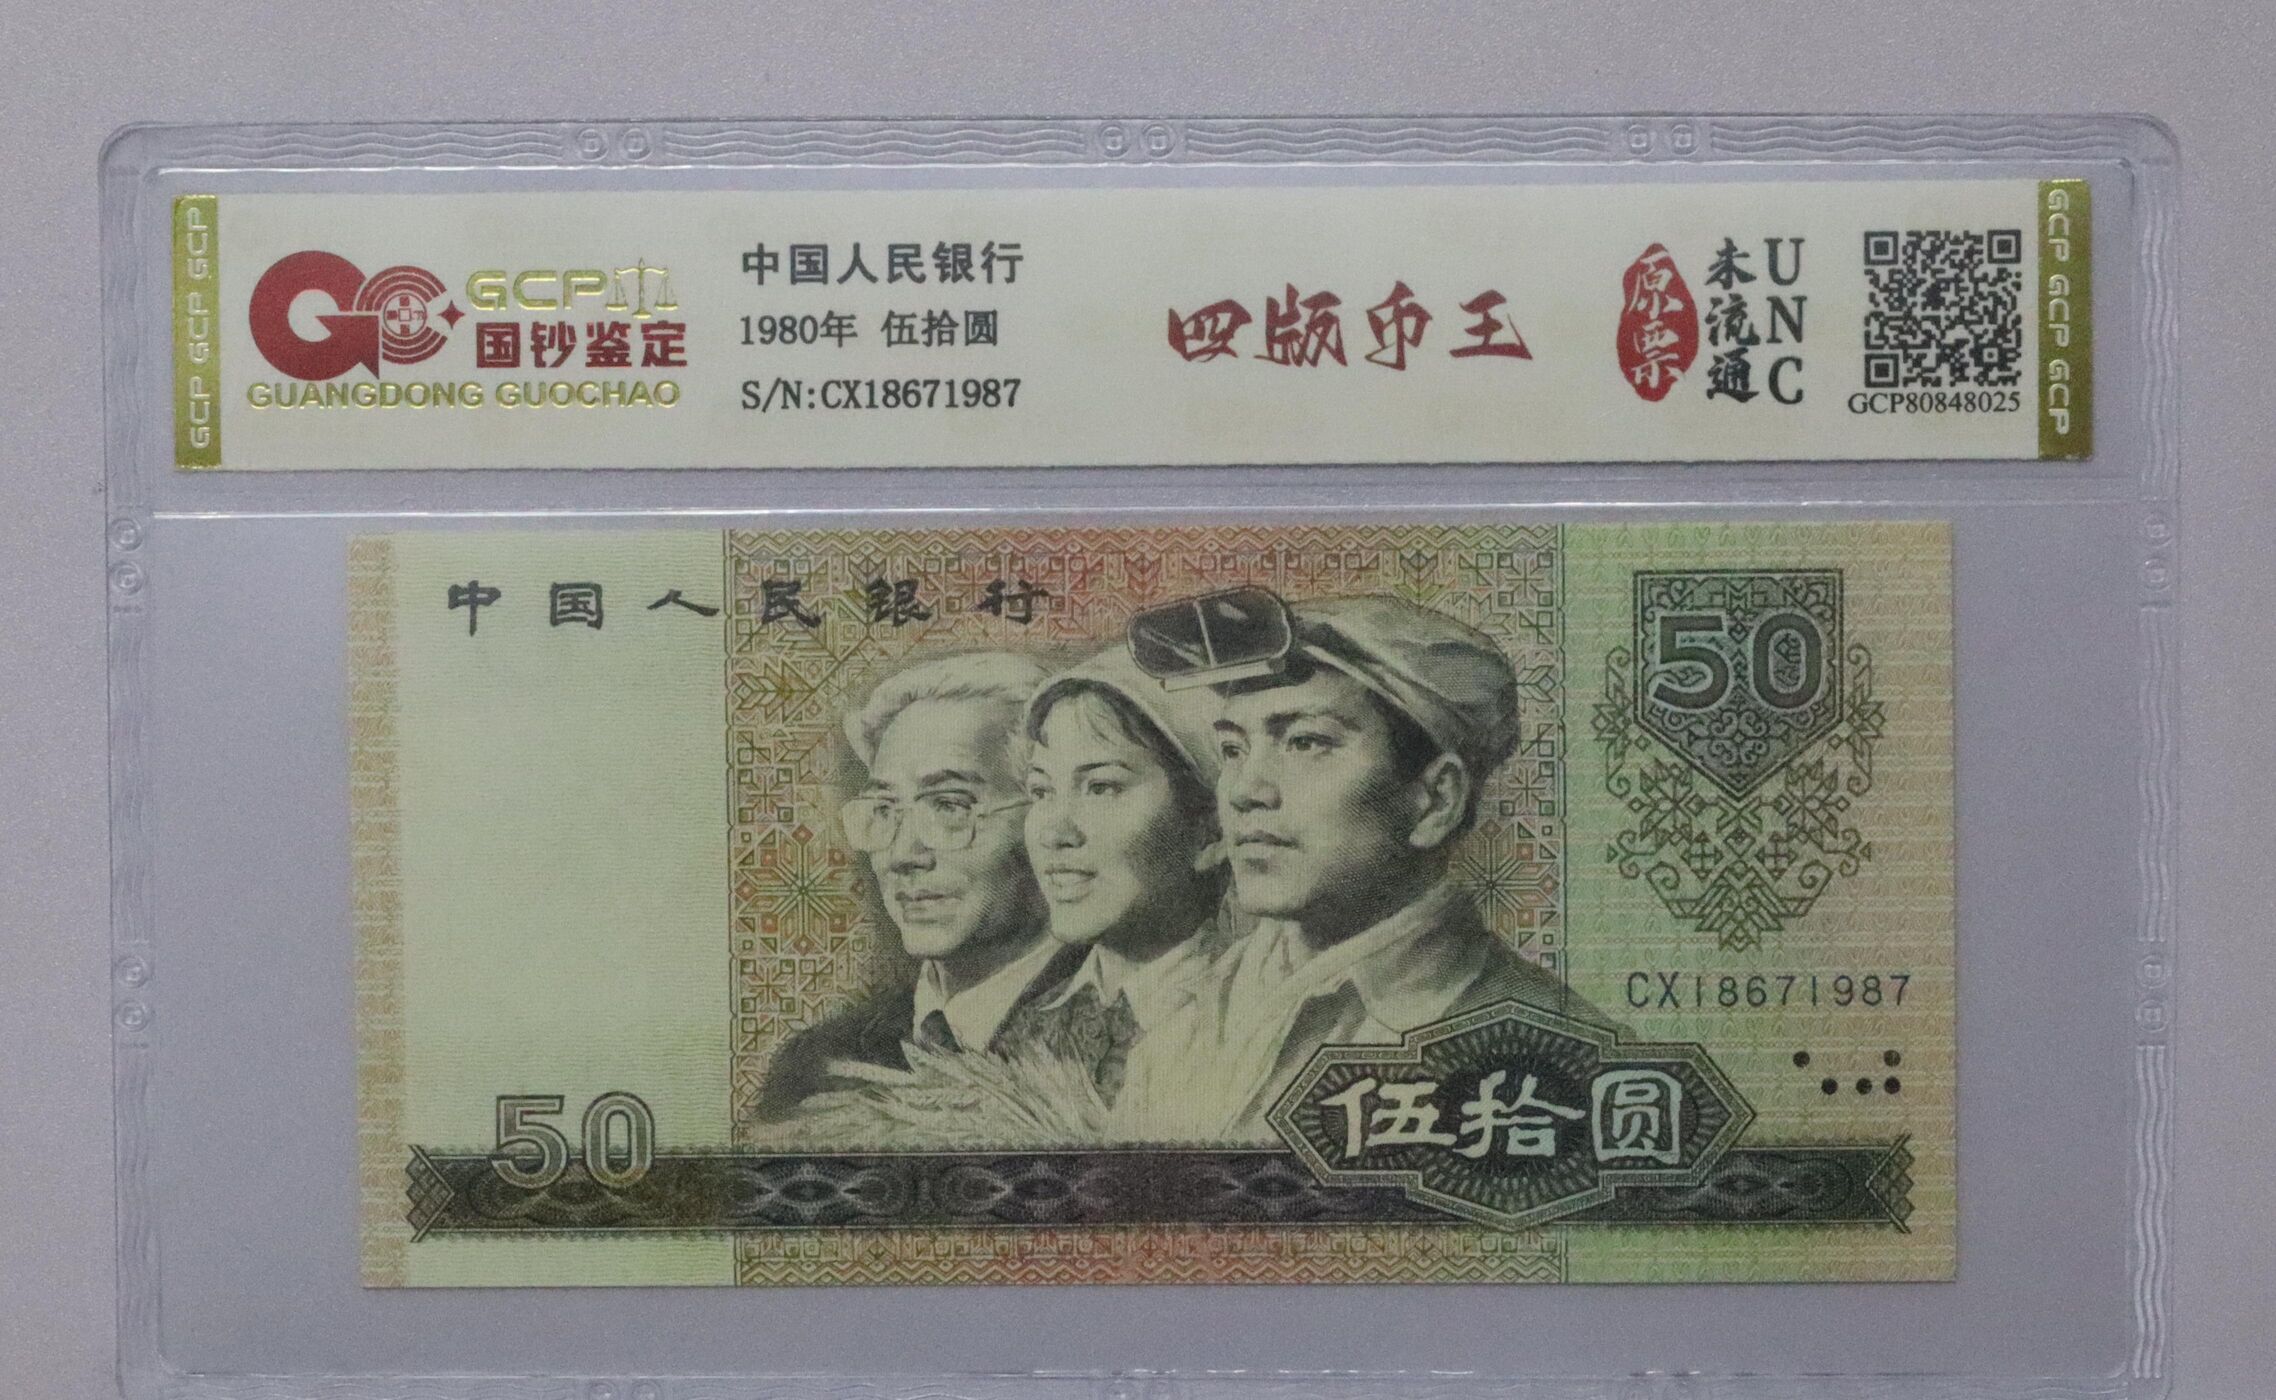 GCP GCP GCP
GCP
国钞鉴定
GUANGDONG GUOCHAO
中国人民银行
1980年 伍拾圆
S/N:CX18671987
四版币王
原票
未流通
UNC
GCP80848025
GCP GCP GCP
中国人民银行
50
CX18671987
50
伍拾圆